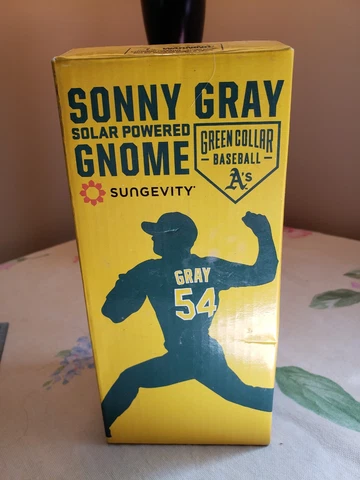 SONNY GRAY
SOLAR POWERED
GNOME
GREEN COLLAR
BASEBALL
A's
SUNGEVITY
GRAY
54